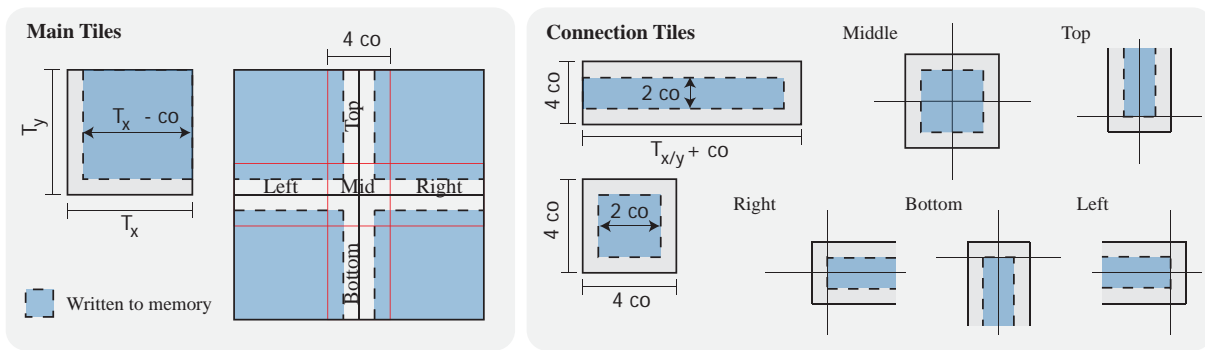 Main Tiles
4 co
T_y
T_x - co
T_x
Top
Left
Mid
Right
Bottom
Written to memory
Connection Tiles
4 co
2 co
T_x/y + co
4 co
2 co
4 co
Middle
Top
Right
Bottom
Left